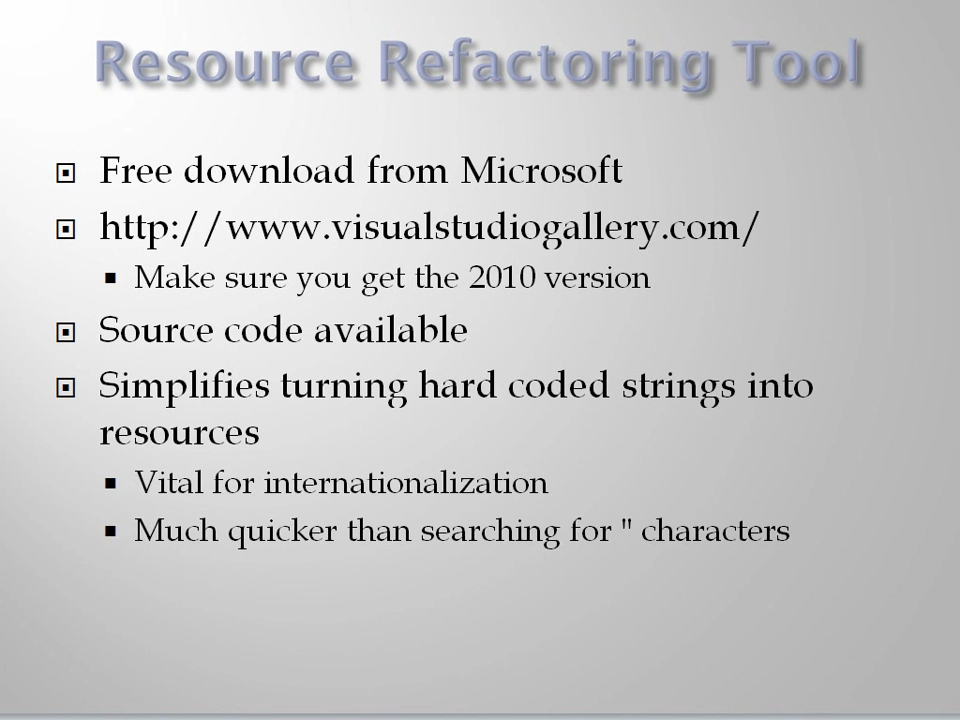 Resource Refactoring Tool
Free download from Microsoft
http://www.visualstudiogallery.com/
Make sure you get the 2010 version
Source code available
Simplifies turning hard coded strings into
resources
Vital for internationalization
Much quicker than searching for " characters